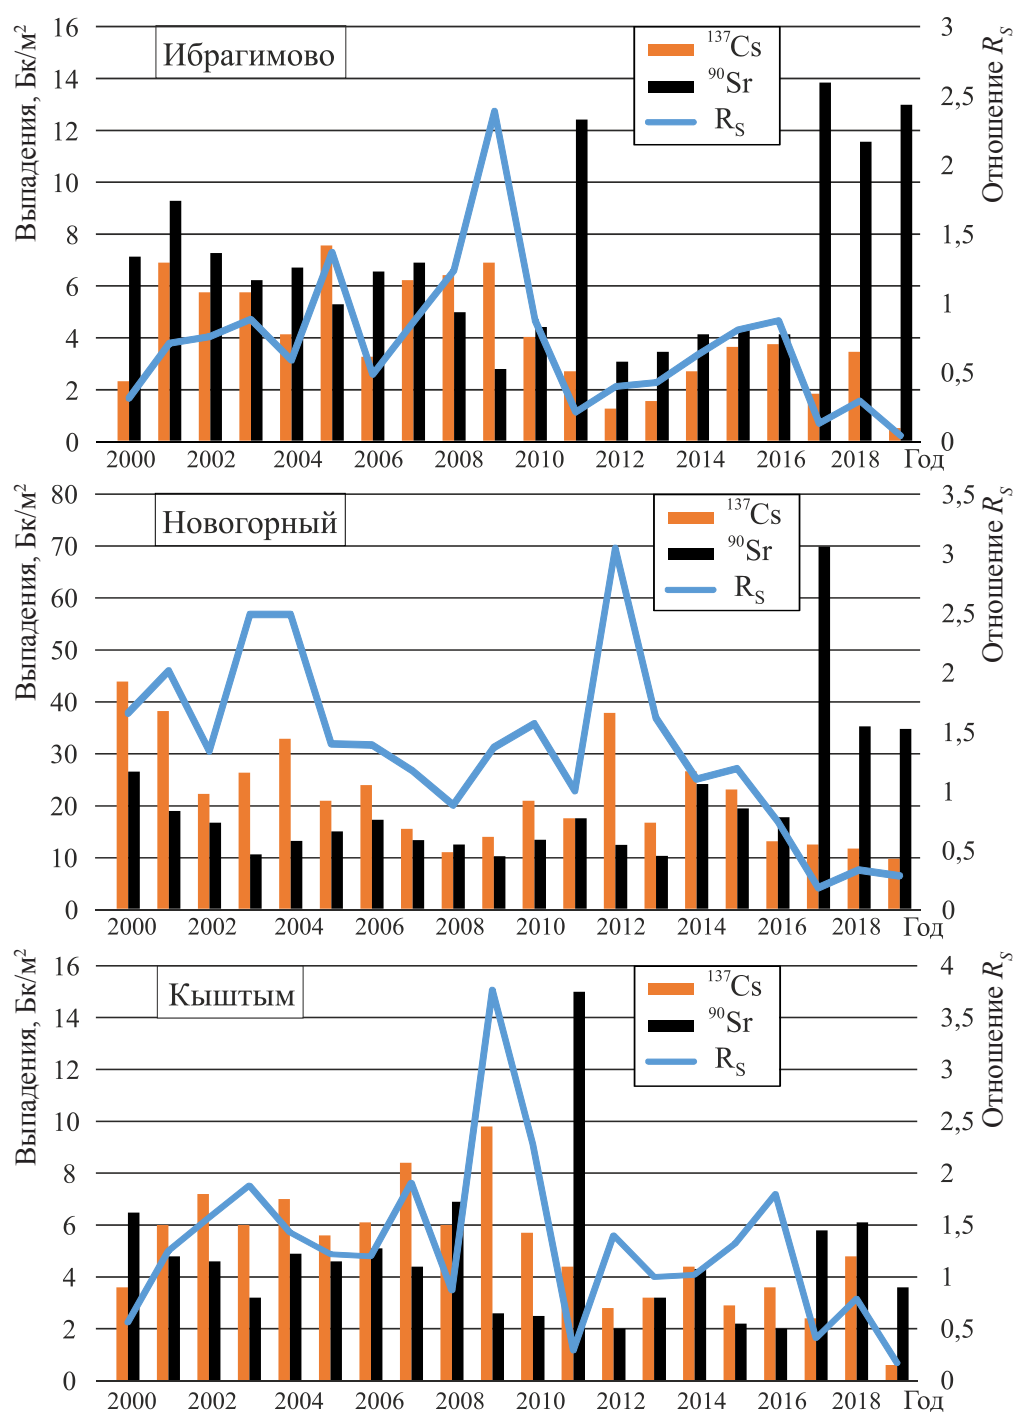 Выпадения, Бк/м²
16
14
12
10
8
6
4
2
0
Ибрагимово
¹³⁷Cs
⁹⁰Sr
R_S
3
2,5
2
1,5
1
0,5
0
Отношение R_S
2000 2002 2004 2006 2008 2010 2012 2014 2016 2018 Год
Выпадения, Бк/м²
80
70
60
50
40
30
20
10
0
Новогорный
¹³⁷Cs
⁹⁰Sr
R_S
3,5
3
2,5
2
1,5
1
0,5
0
Отношение R_S
2000 2002 2004 2006 2008 2010 2012 2014 2016 2018 Год
Выпадения, Бк/м²
16
14
12
10
8
6
4
2
0
Кыштым
¹³⁷Cs
⁹⁰Sr
R_S
4
3,5
3
2,5
2
1,5
1
0,5
0
Отношение R_S
2000 2002 2004 2006 2008 2010 2012 2014 2016 2018 Год